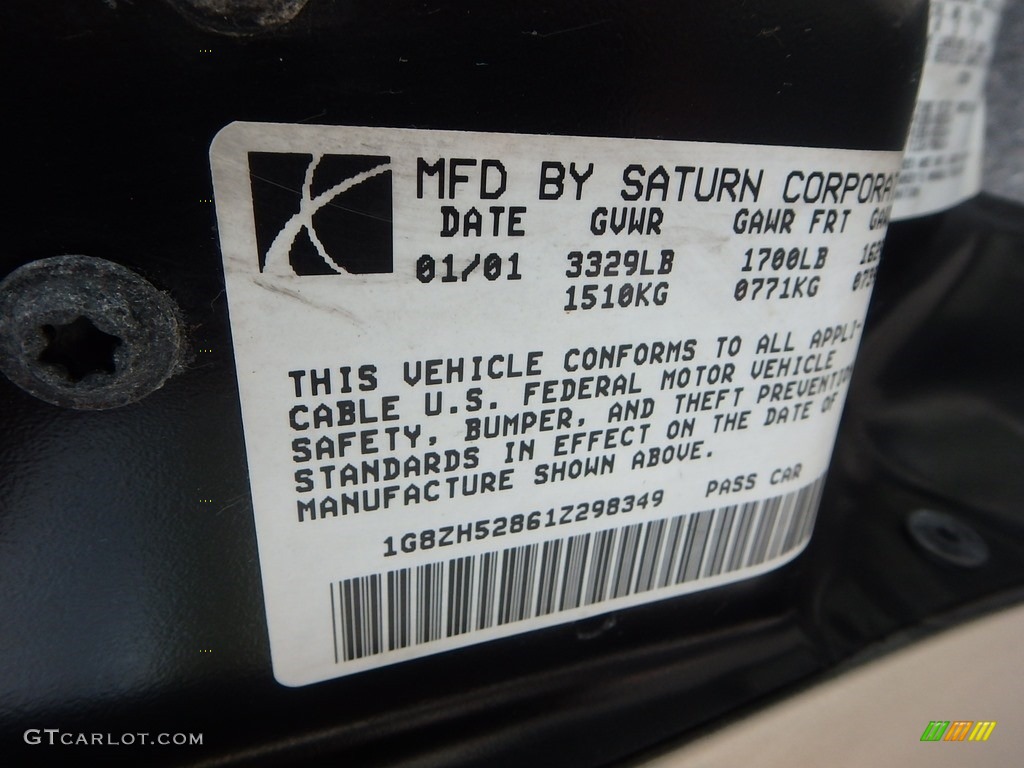 MFD BY SATURN
DATE GVWR GAWR FRT
01/01 3329LB 1700LB
1510KG 0771KG
THIS VEHICLE CONFORMS TO ALL APPLI-
CABLE U.S. FEDERAL MOTOR VEHICLE
SAFETY, BUMPER, AND THEFT PREVENTION
STANDARDS IN EFFECT ON THE DATE OF
MANUFACTURE SHOWN ABOVE.
1G8ZH52861Z298349 PASS CAR
GTCARLOT.COM